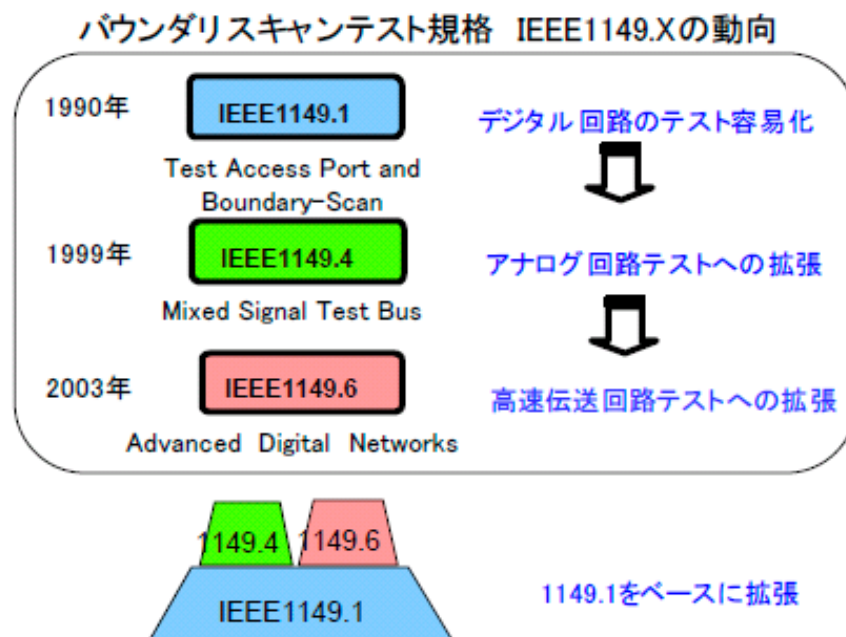 バウンダリスキャンテスト規格 IEEE1149.Xの動向
1990年
IEEE1149.1
デジタル回路のテスト容易化
Test Access Port and
Boundary-Scan
1999年
IEEE1149.4
アナログ回路テストへの拡張
Mixed Signal Test Bus
2003年
IEEE1149.6
高速伝送回路テストへの拡張
Advanced Digital Networks
1149.4
1149.6
IEEE1149.1
1149.1をベースに拡張